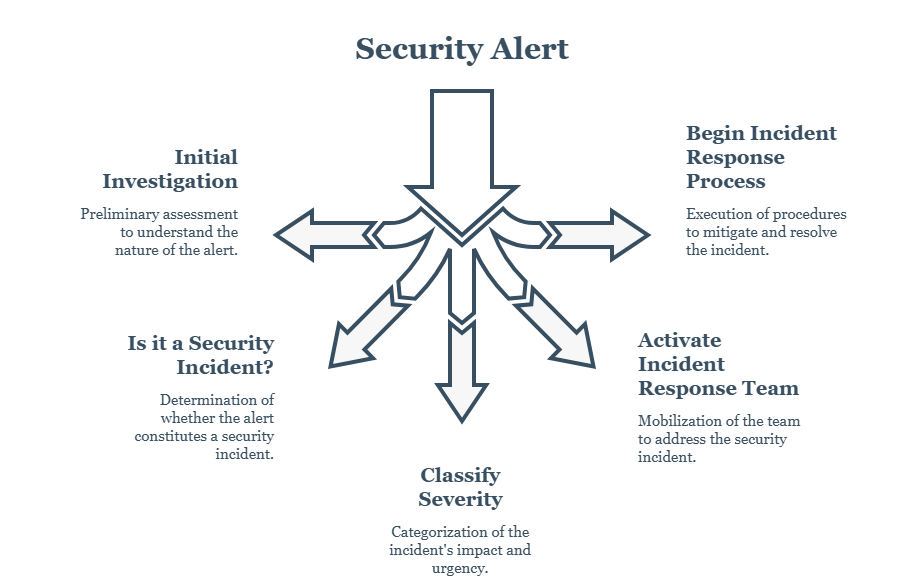 Security Alert
Initial
Investigation
Preliminary assessment
to understand the
nature of the alert.
Is it a Security
Incident?
Determination of
whether the alert
constitutes a security
incident.
Classify
Severity
Categorization of the
incident's impact and
urgency.
Activate
Incident
Response Team
Mobilization of the team
to address the security
incident.
Begin Incident
Response
Process
Execution of procedures
to mitigate and resolve
the incident.